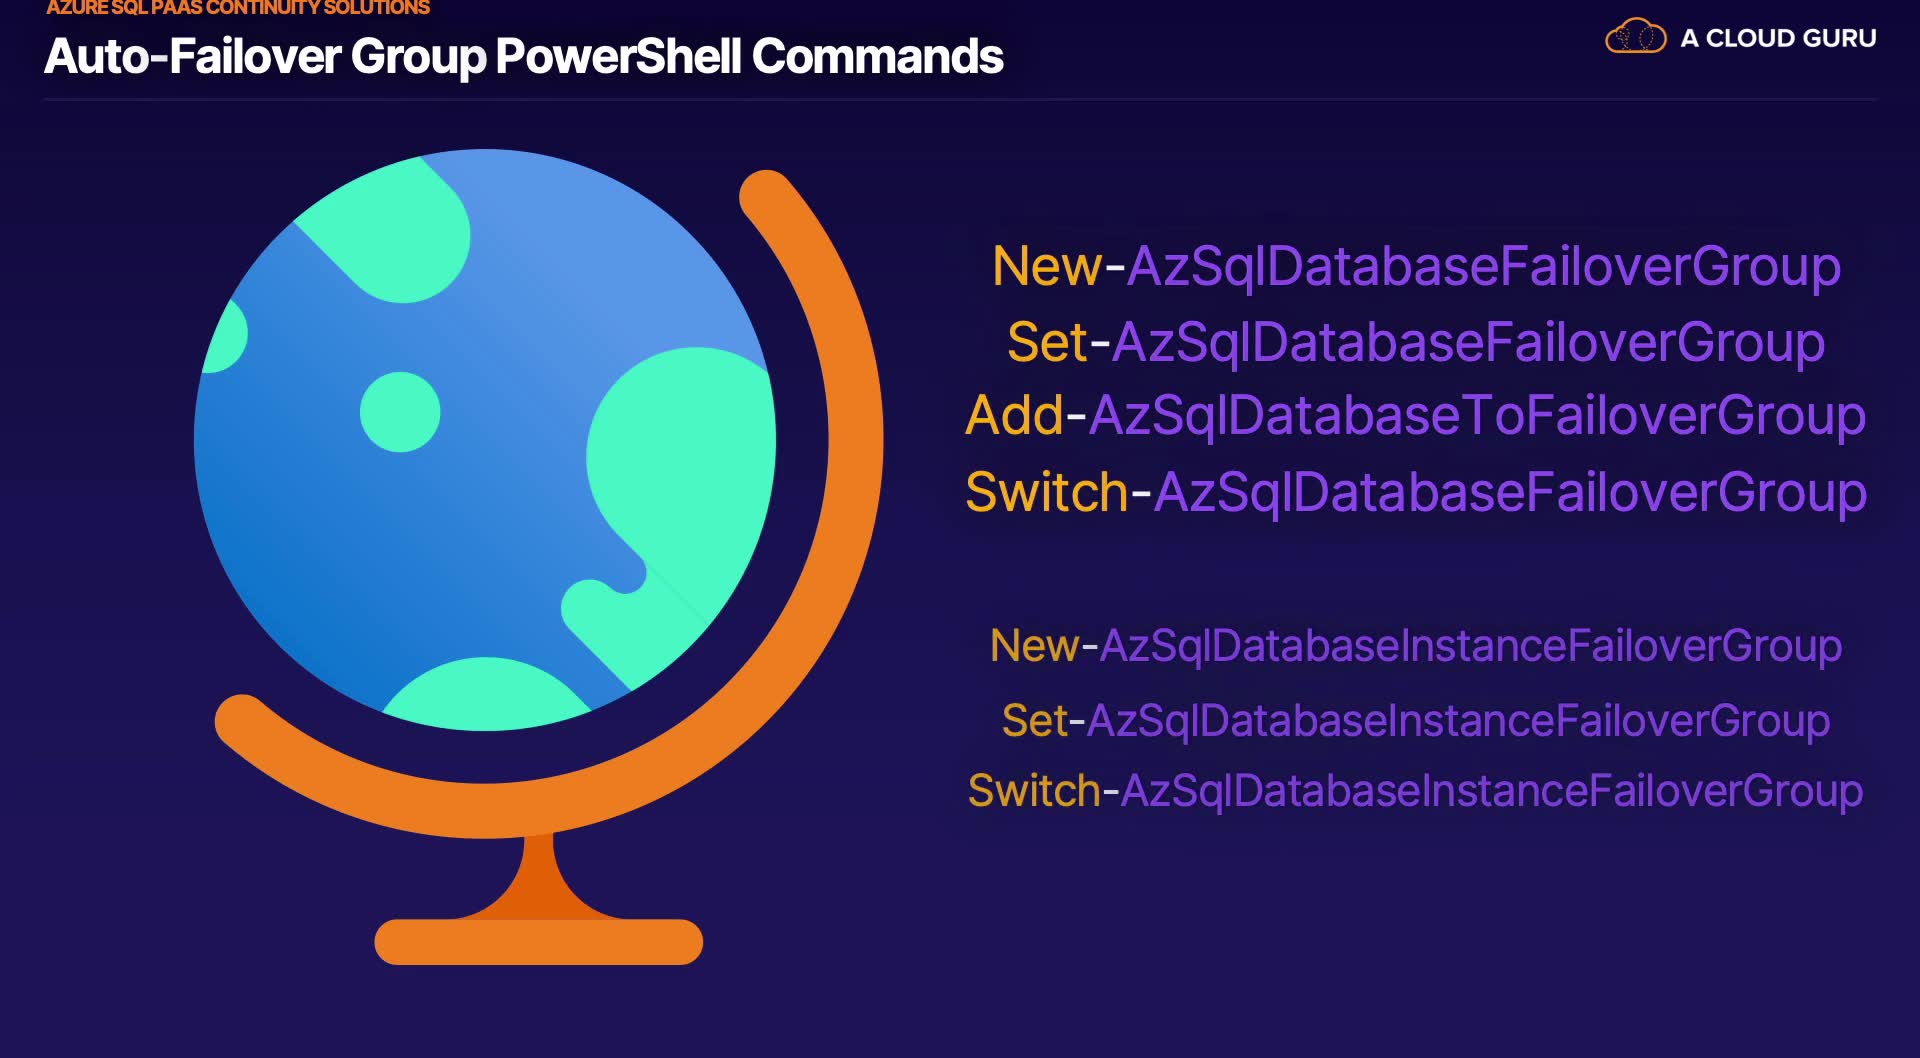 AZURE SQL PAAS CONTINUITY SOLUTIONS
Auto-Failover Group PowerShell Commands
A CLOUD GURU
New-AzSqlDatabaseFailoverGroup
Set-AzSqlDatabaseFailoverGroup
Add-AzSqlDatabaseToFailoverGroup
Switch-AzSqlDatabaseFailoverGroup
New-AzSqlDatabaseInstanceFailoverGroup
Set-AzSqlDatabaseInstanceFailoverGroup
Switch-AzSqlDatabaseInstanceFailoverGroup